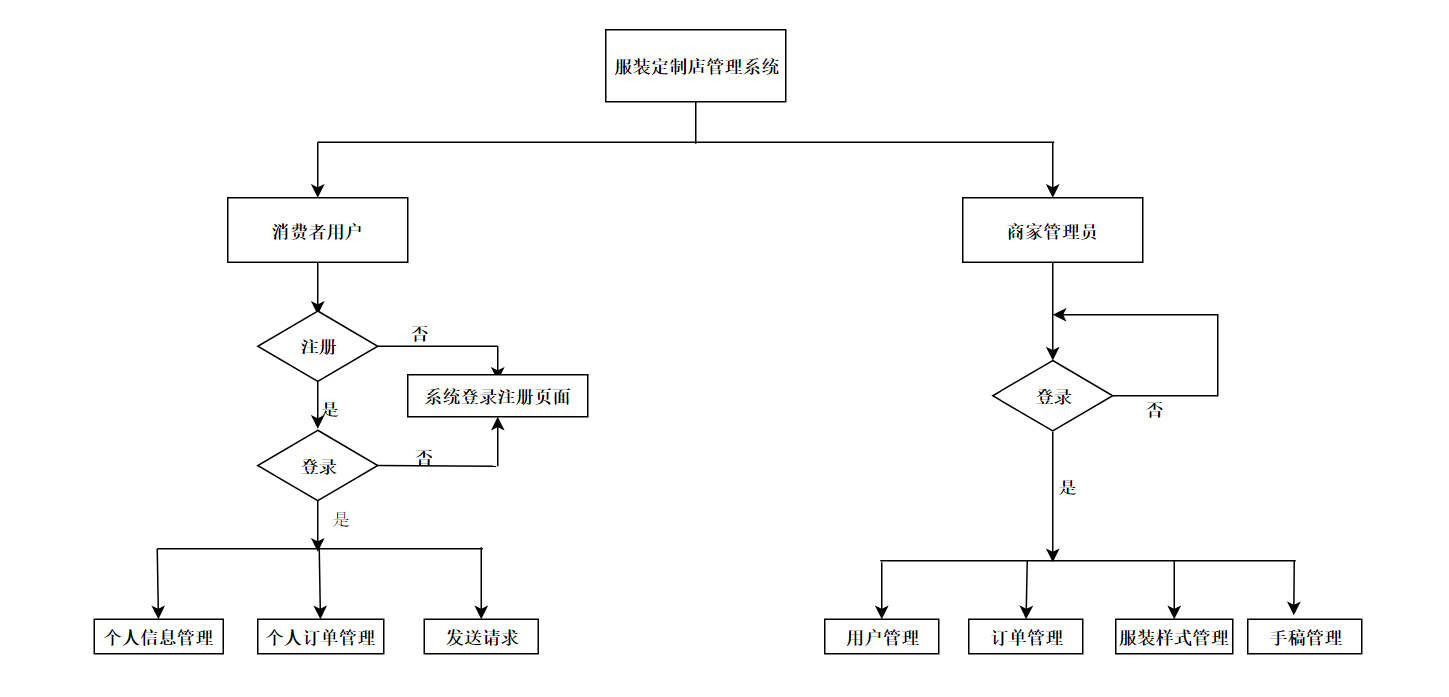 服装定制店管理系统
消费者用户
商家管理员
注册
否
系统登录注册页面
是
登录
否
是
登录
否
是
个人信息管理
个人订单管理
发送请求
用户管理
订单管理
服装样式管理
手稿管理